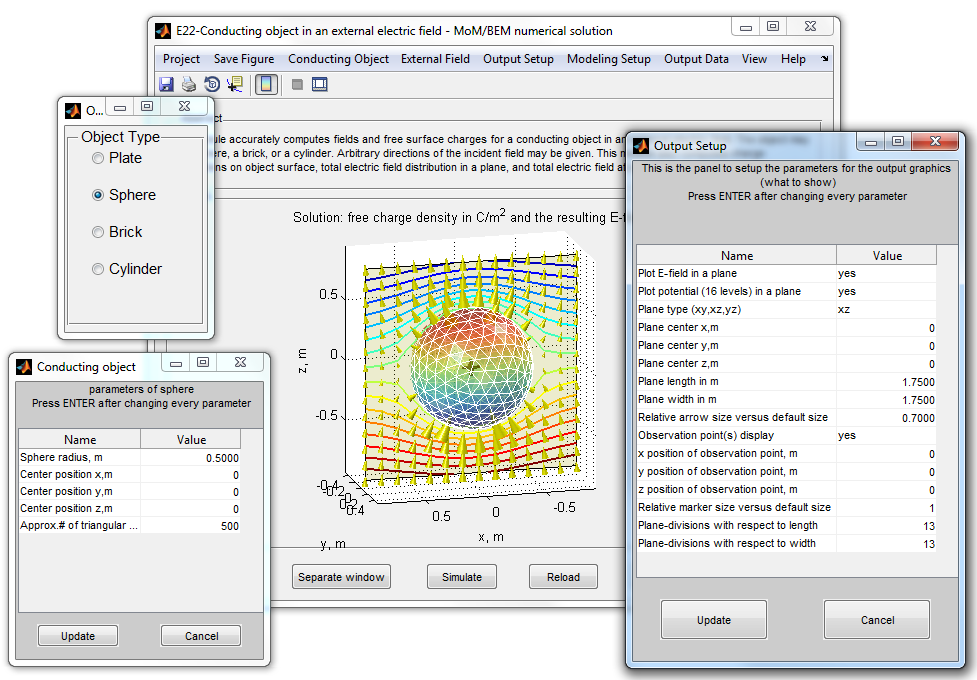 E22-Conducting object in an external electric field - MoM/BEM numerical solution
Project Save Figure Conducting Object External Field Output Setup Modeling Setup Output Data View Help
ule accurately computes fields and free surface charges for a conducting object in an
ere, a brick, or a cylinder. Arbitrary directions of the incident field may be given. This
ons on object surface, total electric field distribution in a plane, and total electric field at
O...
Object Type
Plate
Sphere
Brick
Cylinder
Solution: free charge density in C/m² and the resulting E-f
0.5
0
-0.5
z, m
-0.4
-0.2
0
0.2
0.4
y, m
0.5
0
-0.5
x, m
Separate window
Simulate
Reload
Conducting object
parameters of sphere
Press ENTER after changing every parameter
Name Value
Sphere radius, m 0.5000
Center position x,m 0
Center position y,m 0
Center position z,m 0
Approx.# of triangular ... 500
Update
Cancel
Output Setup
This is the panel to setup the parameters for the output graphics
(what to show)
Press ENTER after changing every parameter
Name Value
Plot E-field in a plane yes
Plot potential (16 levels) in a plane yes
Plane type (xy,xz,yz) xz
Plane center x,m 0
Plane center y,m 0
Plane center z,m 0
Plane length in m 1.7500
Plane width in m 1.7500
Relative arrow size versus default size 0.7000
Observation point(s) display yes
x position of observation point, m 0
y position of observation point, m 0
z position of observation point, m 0
Relative marker size versus default size 1
Plane-divisions with respect to length 13
Plane-divisions with respect to width 13
Update
Cancel